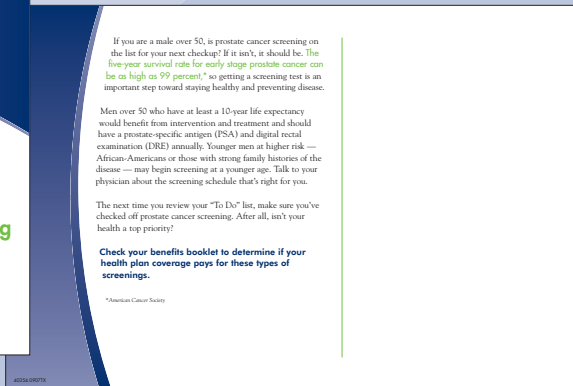 If you are a male over 50, is prostate cancer screening on
the list for your next checkup? If it isn't, it should be. The
five-year survival rate for early stage prostate cancer can
be as high as 99 percent,* so getting a screening test is an
important step toward staying healthy and preventing disease.
Men over 50 who have at least a 10-year life expectancy
would benefit from intervention and treatment and should
have a prostate-specific antigen (PSA) and digital rectal
examination (DRE) annually. Younger men at higher risk —
African-Americans or those with strong family histories of the
disease — may begin screening at a younger age. Talk to your
physician about the screening schedule that's right for you.
The next time you review your "To Do" list, make sure you've
checked off prostate cancer screening. After all, isn't your
health a top priority?
Check your benefits booklet to determine if your
health plan coverage pays for these types of
screenings.
*American Cancer Society
g